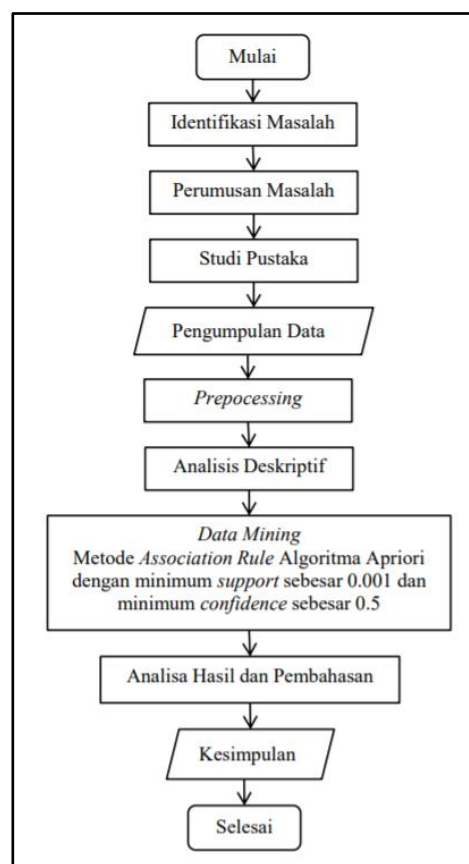 Mulai
Identifikasi Masalah
Perumusan Masalah
Studi Pustaka
Pengumpulan Data
Prepocessing
Analisis Deskriptif
Data Mining
Metode Association Rule Algoritma Apriori
dengan minimum support sebesar 0.001 dan
minimum confidence sebesar 0.5
Analisa Hasil dan Pembahasan
Kesimpulan
Selesai